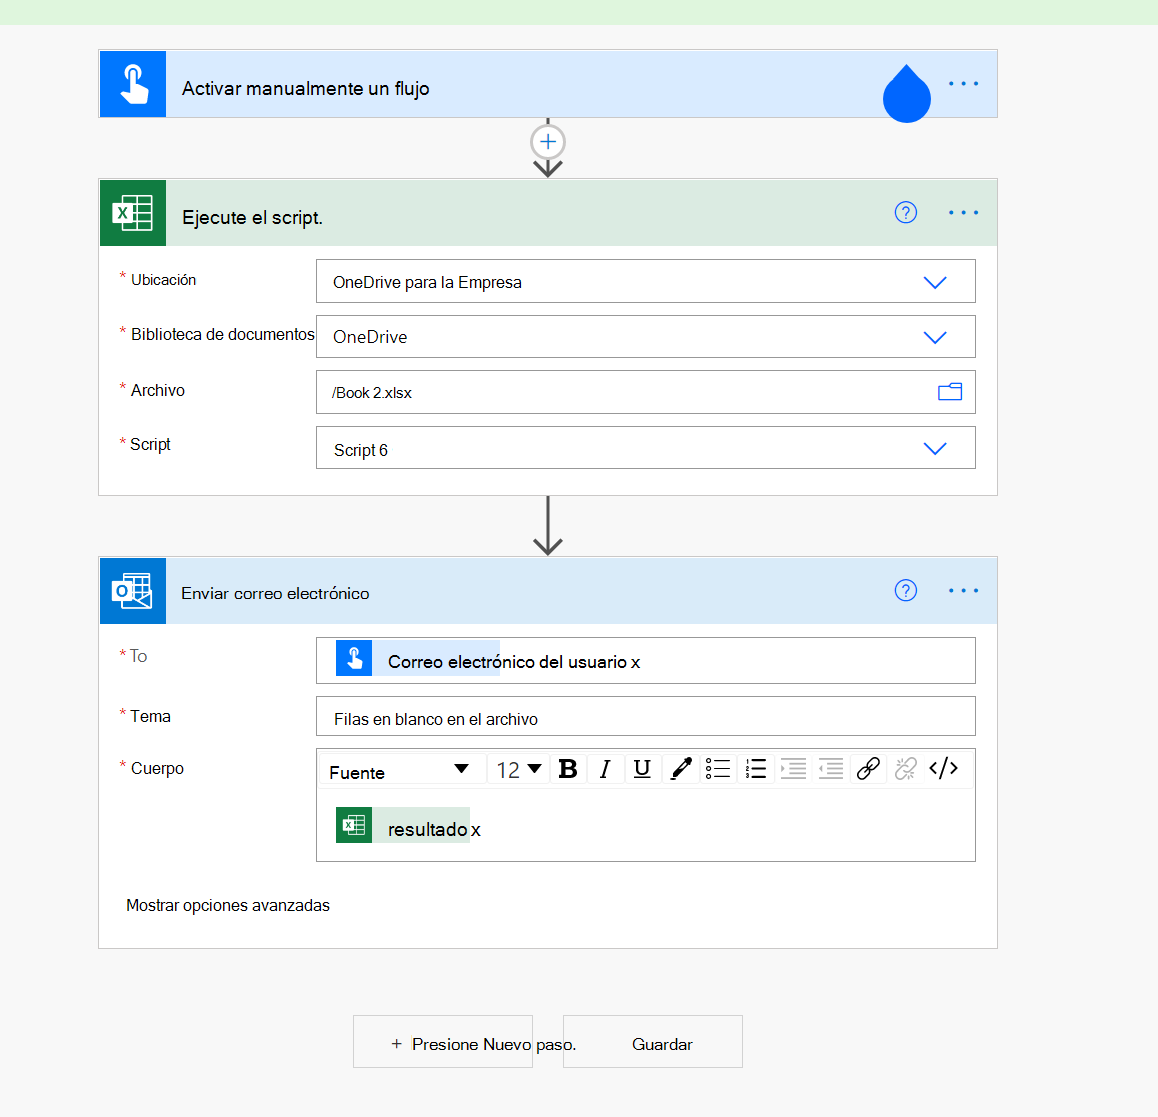 Activar manualmente un flujo
Ejecute el script.
* Ubicación
OneDrive para la Empresa
* Biblioteca de documentos
OneDrive
* Archivo
/Book 2.xlsx
* Script
Script 6
Enviar correo electrónico
* To
Correo electrónico del usuario x
* Tema
Filas en blanco en el archivo
* Cuerpo
Fuente 12 B I U </>
resultado x
Mostrar opciones avanzadas
+ Presione Nuevo paso.
Guardar